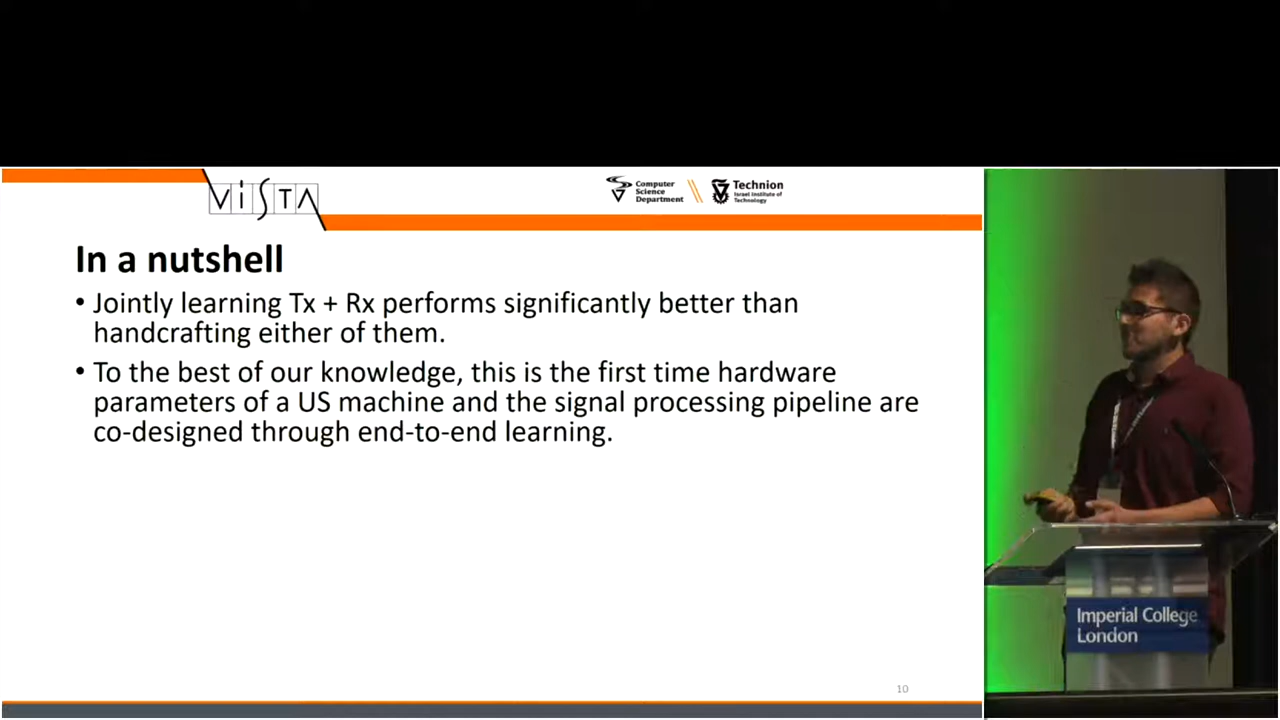 ViSTA
Computer
Science
Department
Technion
Israel Institute of
Technology
In a nutshell
• Jointly learning Tx + Rx performs significantly better than
handcrafting either of them.
• To the best of our knowledge, this is the first time hardware
parameters of a US machine and the signal processing pipeline are
co-designed through end-to-end learning.
10
Imperial College
London